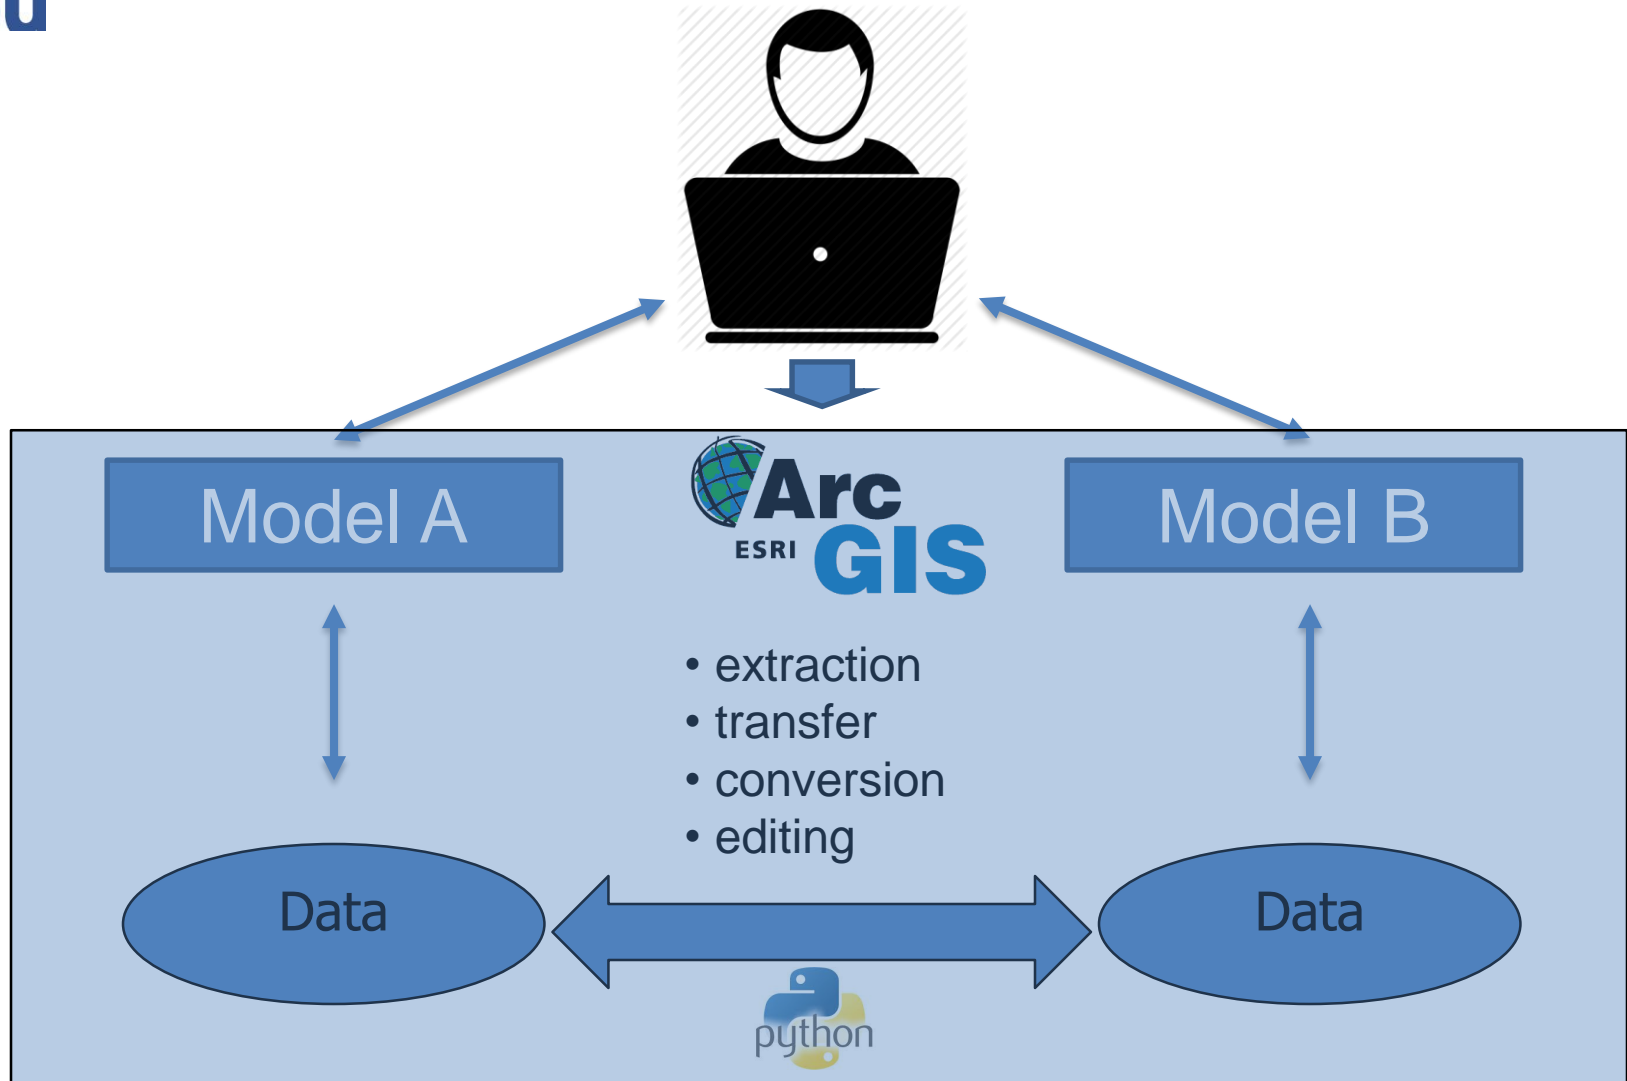 Model A
Arc
ESRI GIS
Model B
• extraction
• transfer
• conversion
• editing
Data
Data
python